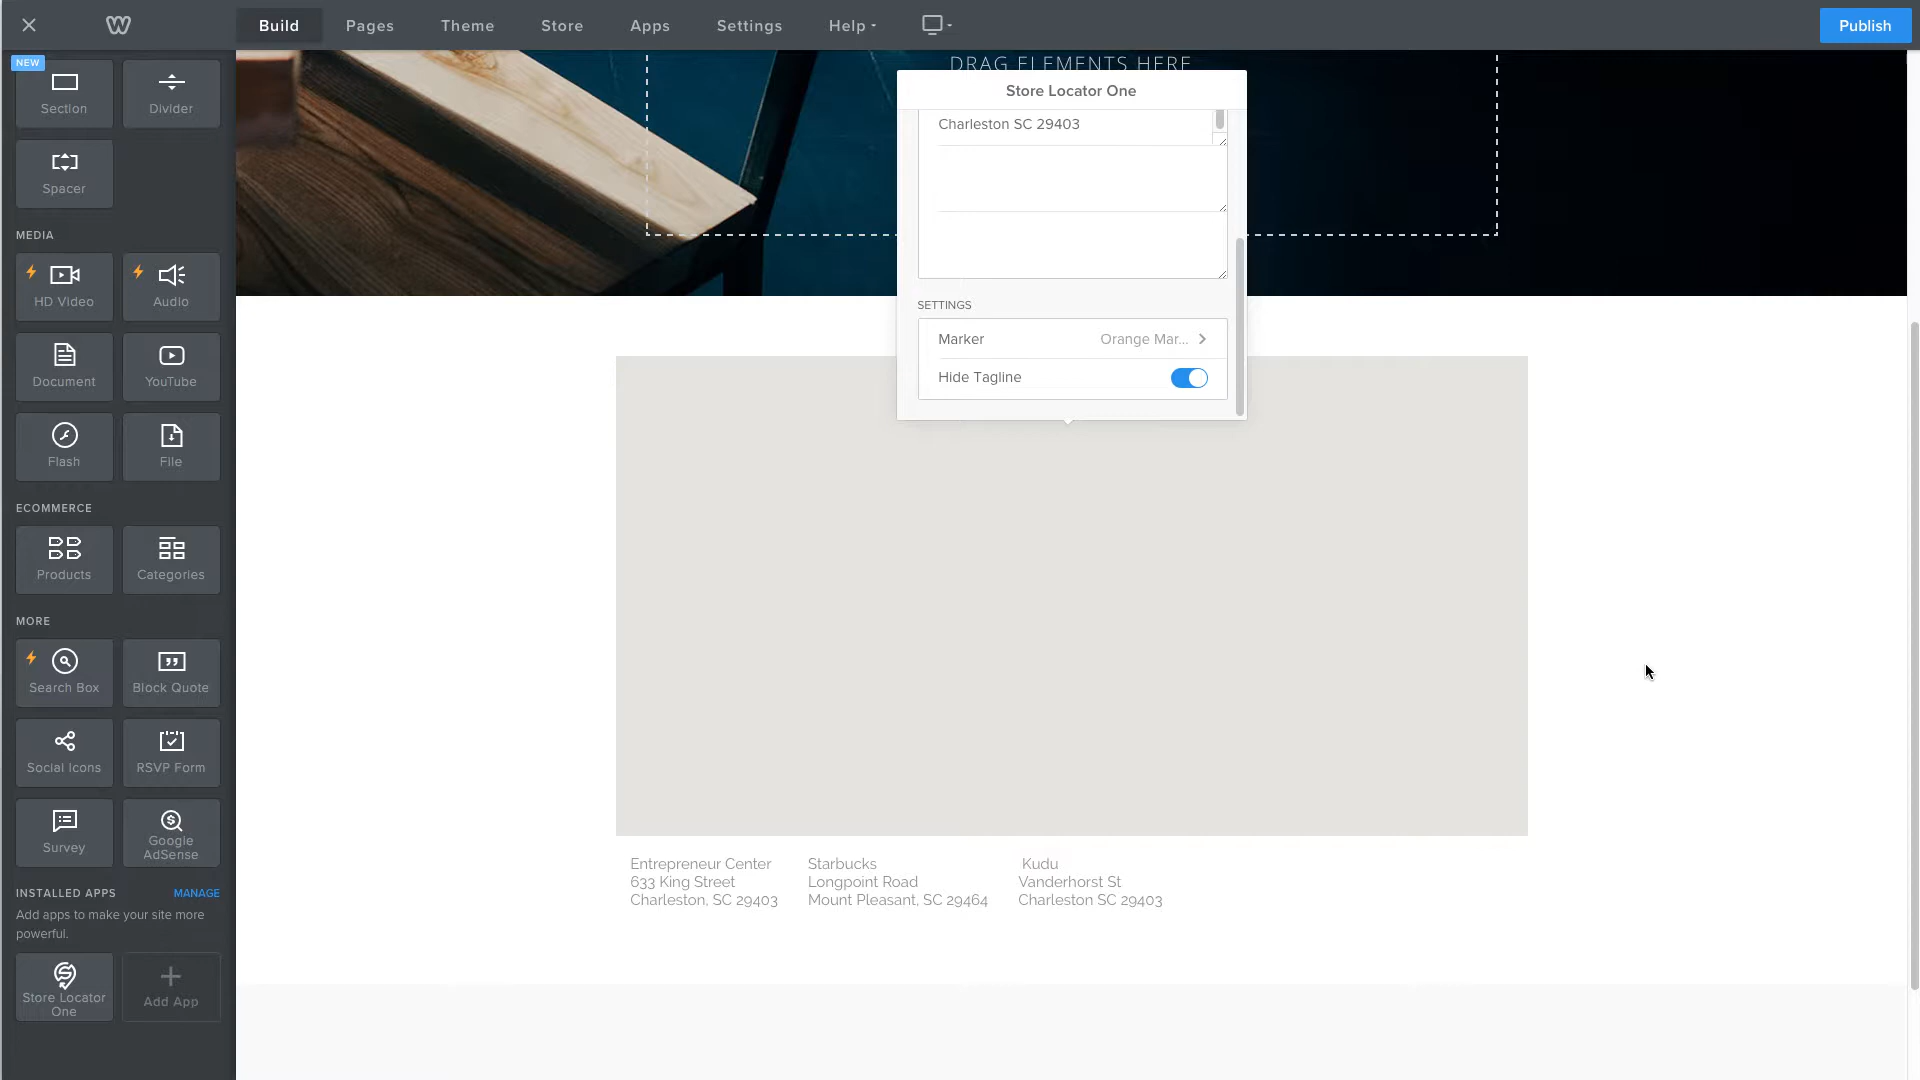 Build
Pages
Theme
Store
Apps
Settings
Help
Publish
NEW
Section
Divider
Spacer
MEDIA
HD Video
Audio
Document
YouTube
Flash
File
ECOMMERCE
Products
Categories
MORE
Search Box
Block Quote
Social Icons
RSVP Form
Survey
Google
AdSense
INSTALLED APPS
MANAGE
Add apps to make your site more
powerful.
Store Locator
One
Add App
DRAG ELEMENTS HERE
Store Locator One
Charleston SC 29403
SETTINGS
Marker
Orange Mar...
Hide Tagline
Entrepreneur Center
633 King Street
Charleston, SC 29403
Starbucks
Longpoint Road
Mount Pleasant, SC 29464
Kudu
Vanderhorst St
Charleston SC 29403